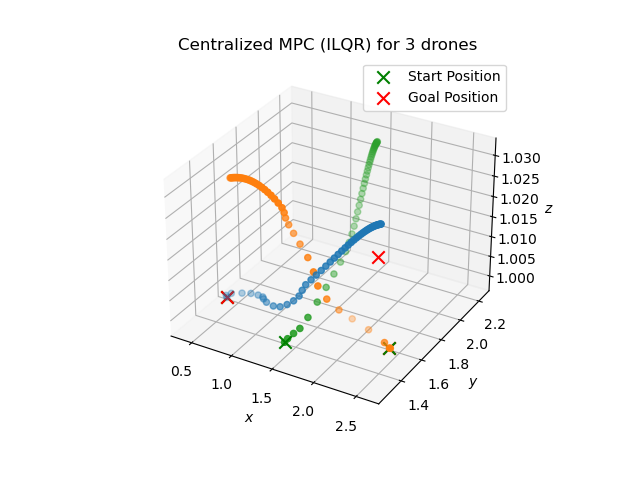 Centralized MPC (ILQR) for 3 drones
Start Position
Goal Position
1.030
1.025
1.020
1.015
1.010
1.005
1.000
z
2.2
2.0
1.8
1.6
1.4
y
0.5
1.0
1.5
2.0
2.5
x